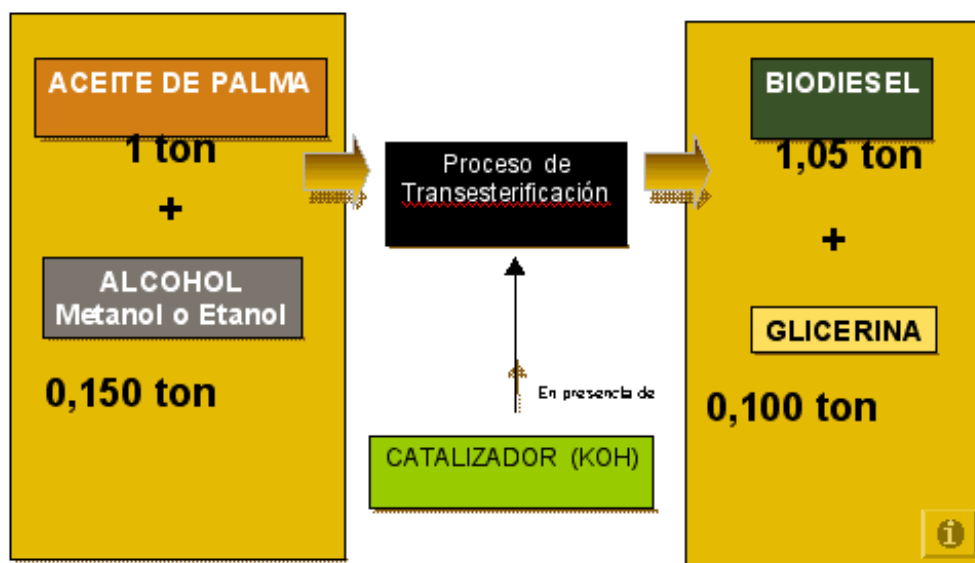 ACEITE DE PALMA
1 ton
+
ALCOHOL
Metanol o Etanol
0,150 ton
Proceso de
Transesterificación
En presencia de
CATALIZADOR (KOH)
BIODIESEL
1,05 ton
+
GLICERINA
0,100 ton